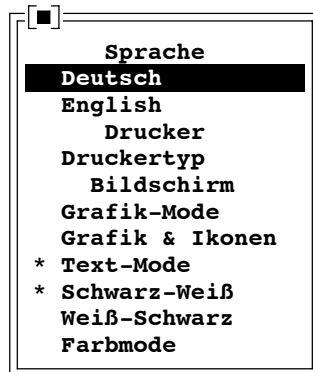 Sprache
Deutsch
English
Drucker
Druckertyp
Bildschirm
Grafik-Mode
Grafik & Ikonen
* Text-Mode
* Schwarz-Weiß
Weiß-Schwarz
Farbmode